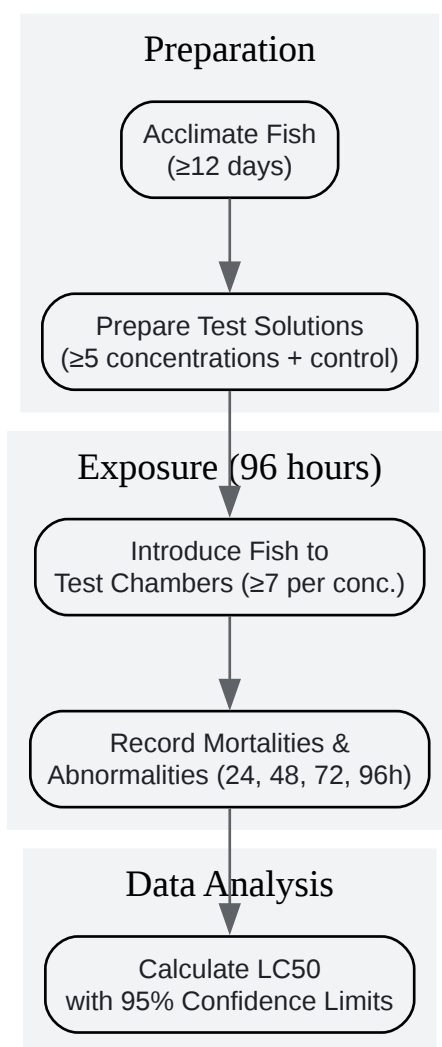 Preparation
Acclimate Fish
(≥12 days)
Prepare Test Solutions
(≥5 concentrations + control)
Exposure (96 hours)
Introduce Fish to
Test Chambers (≥7 per conc.)
Record Mortalities &
Abnormalities (24, 48, 72, 96h)
Data Analysis
Calculate LC50
with 95% Confidence Limits